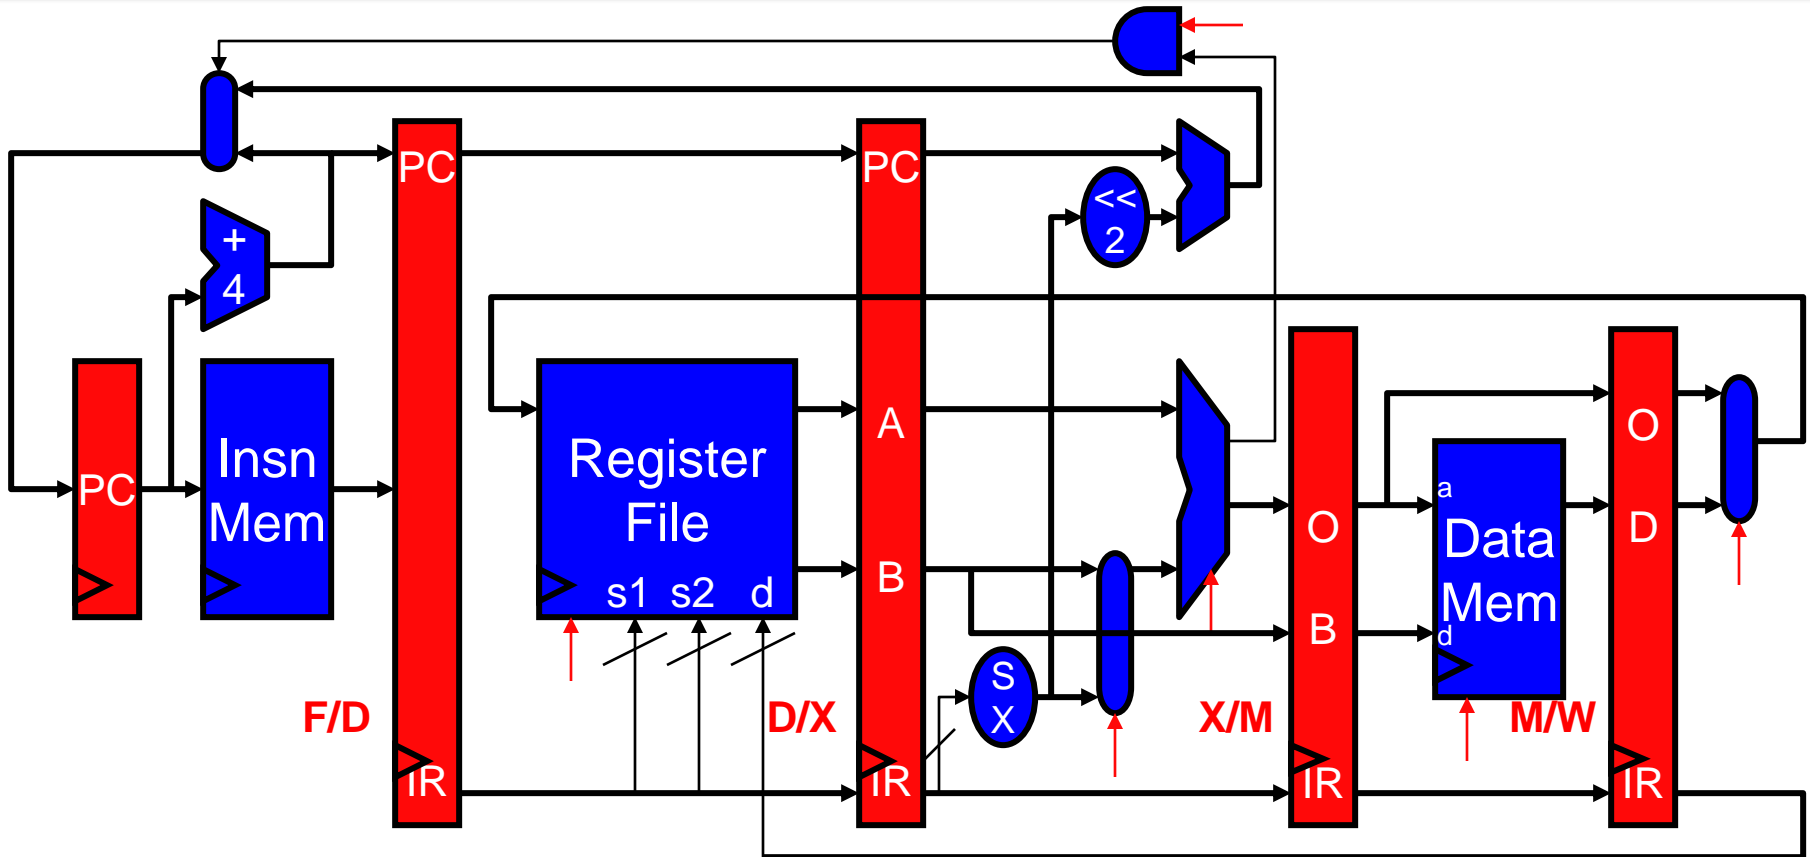 PC
PC
<<
2
+
4
PC
Insn
Mem
Register
File
s1 s2 d
A
B
S
X
O
B
a
Data
Mem
d
O
D
F/D
D/X
X/M
M/W
IR
IR
IR
IR